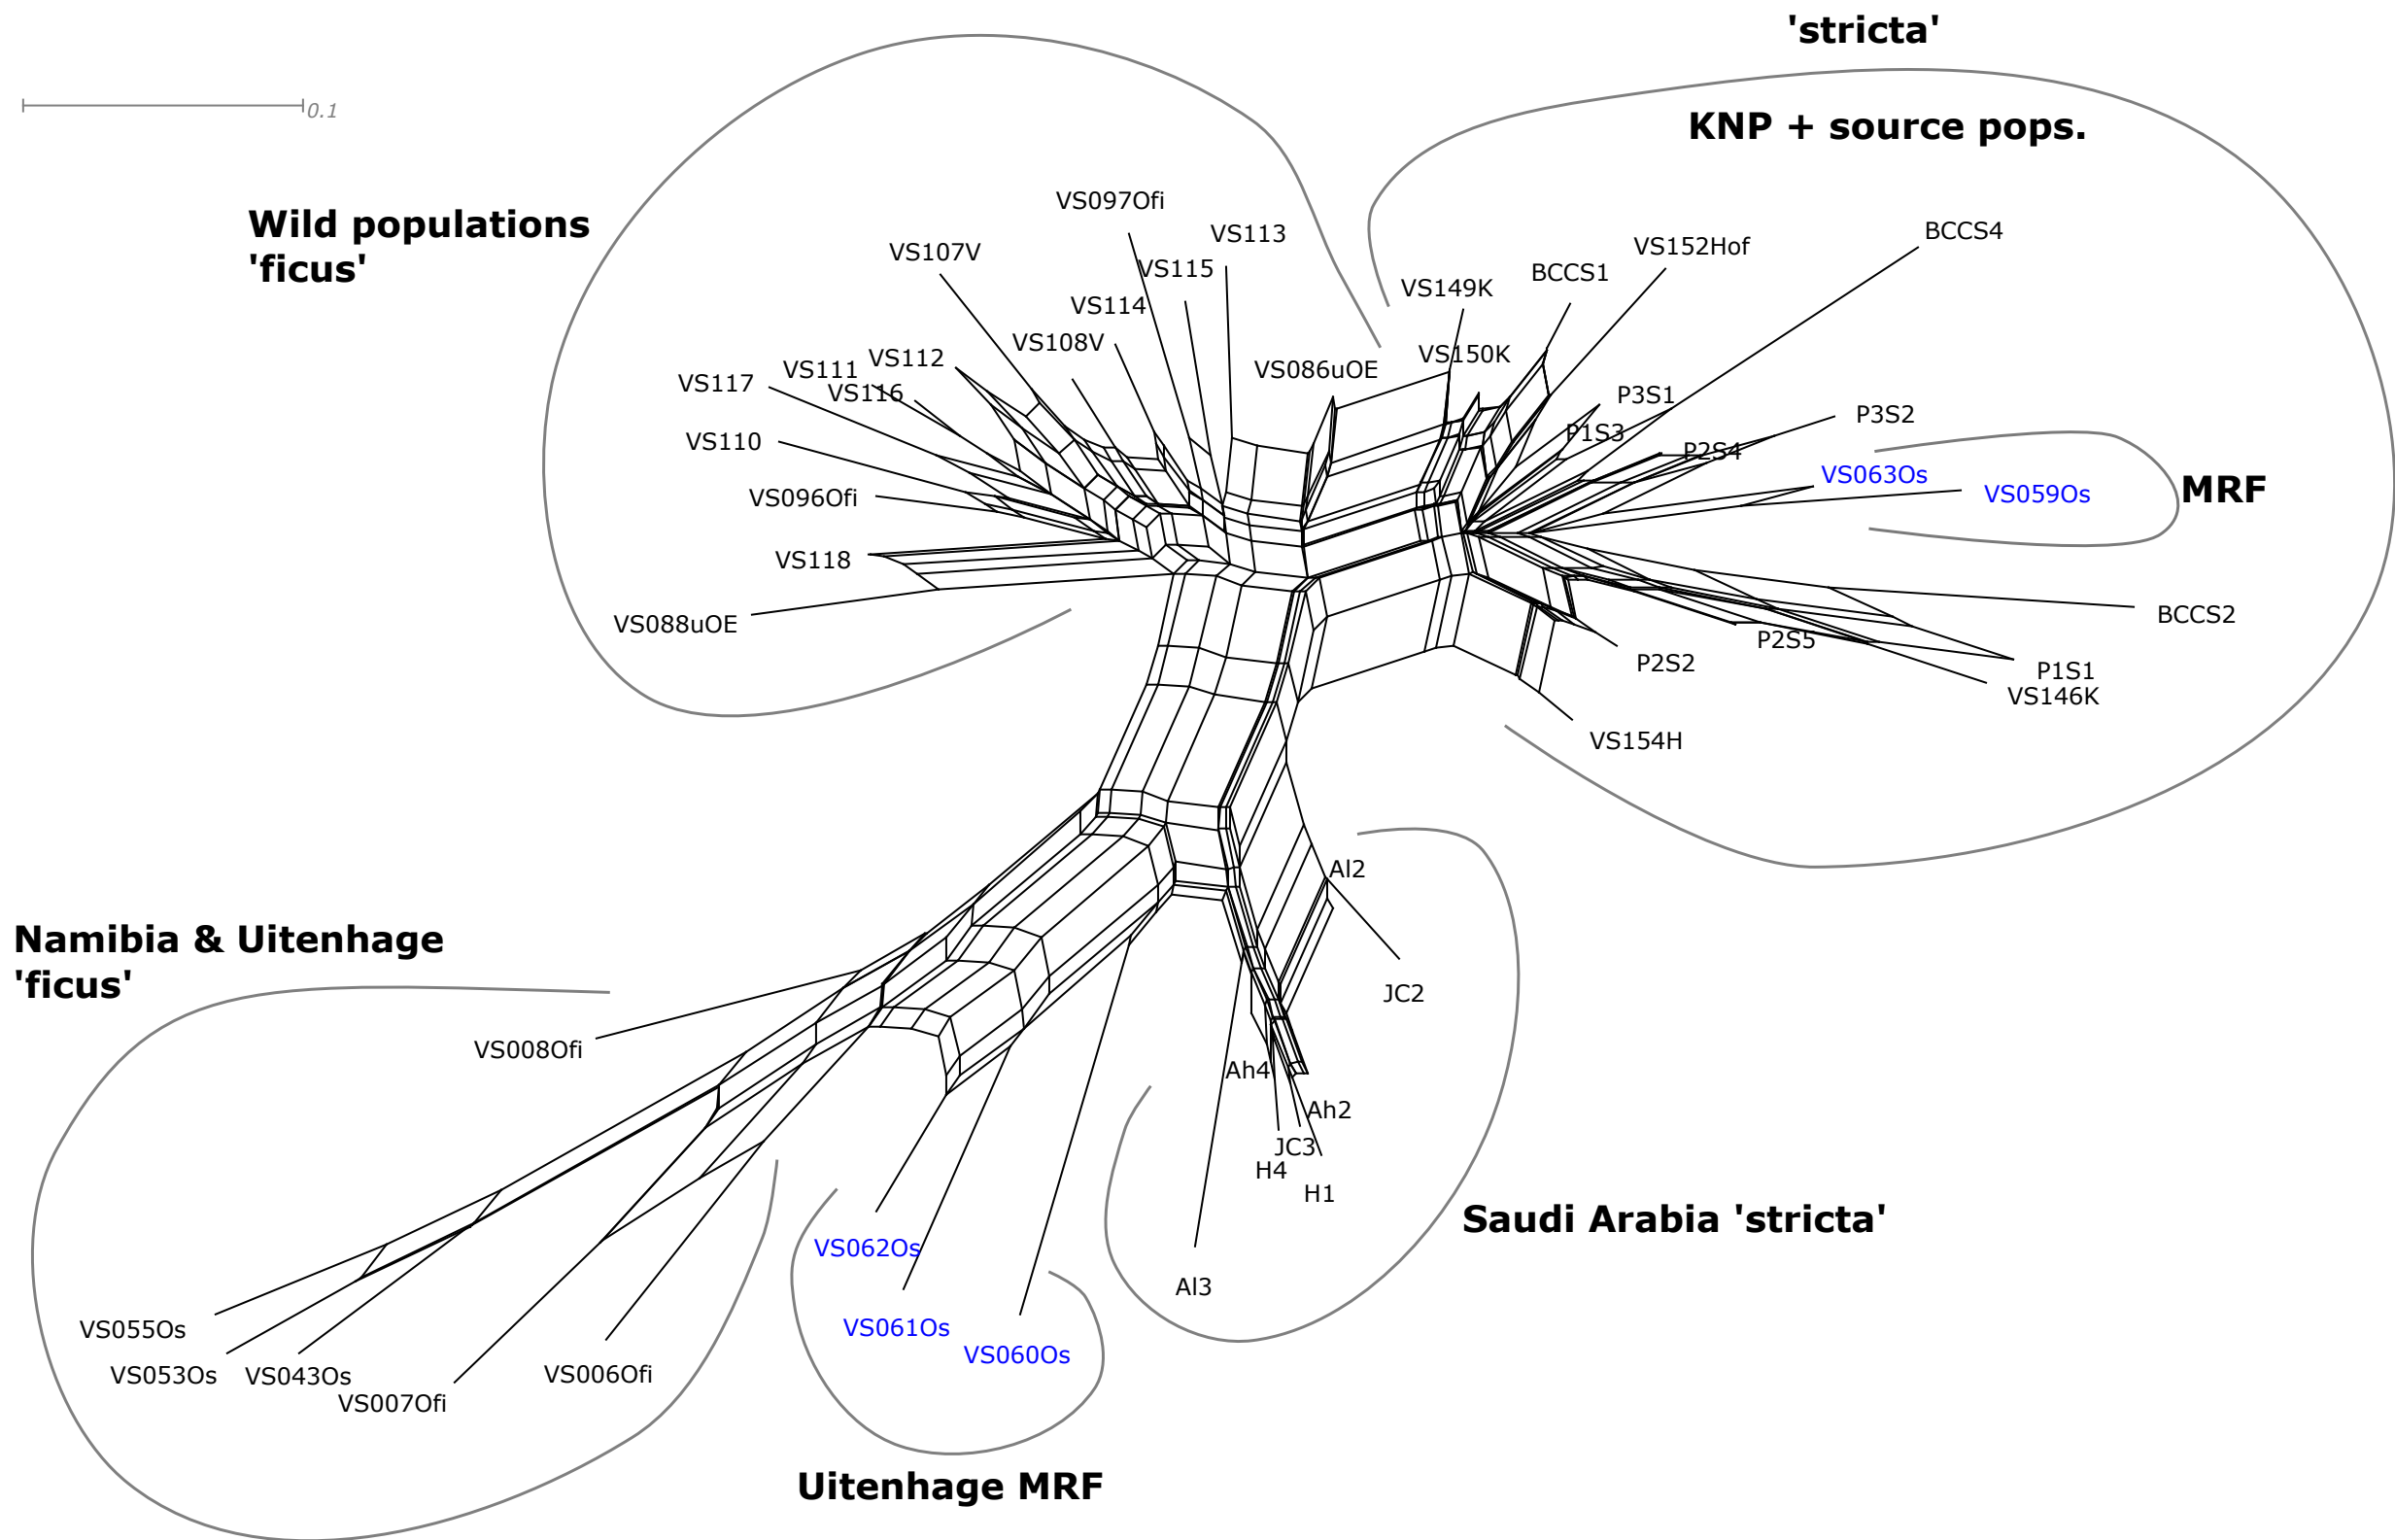 'stricta'
0.1
KNP + source pops.
Wild populations
'ficus'
VS097Ofi
VS113
BCCS4
VS107V
VS115
VS152Hof
BCCS1
VS149K
VS114
VS108V
VS112
VS150K
VS111
VS086uOE
VS117
VS116
P3S1
P3S2
P1S3
VS110
P2S4
VS063Os
MRF
VS059Os
VS096Ofi
VS118
BCCS2
VS088uOE
P2S5
P2S2
P1S1
VS146K
VS154H
Al2
Namibia & Uitenhage
'ficus'
JC2
VS008Ofi
Ah4
Ah2
JC3
H4
H1
Saudi Arabia 'stricta'
VS062Os
Al3
VS061Os
VS055Os
VS060Os
VS053Os
VS043Os
VS006Ofi
VS007Ofi
Uitenhage MRF